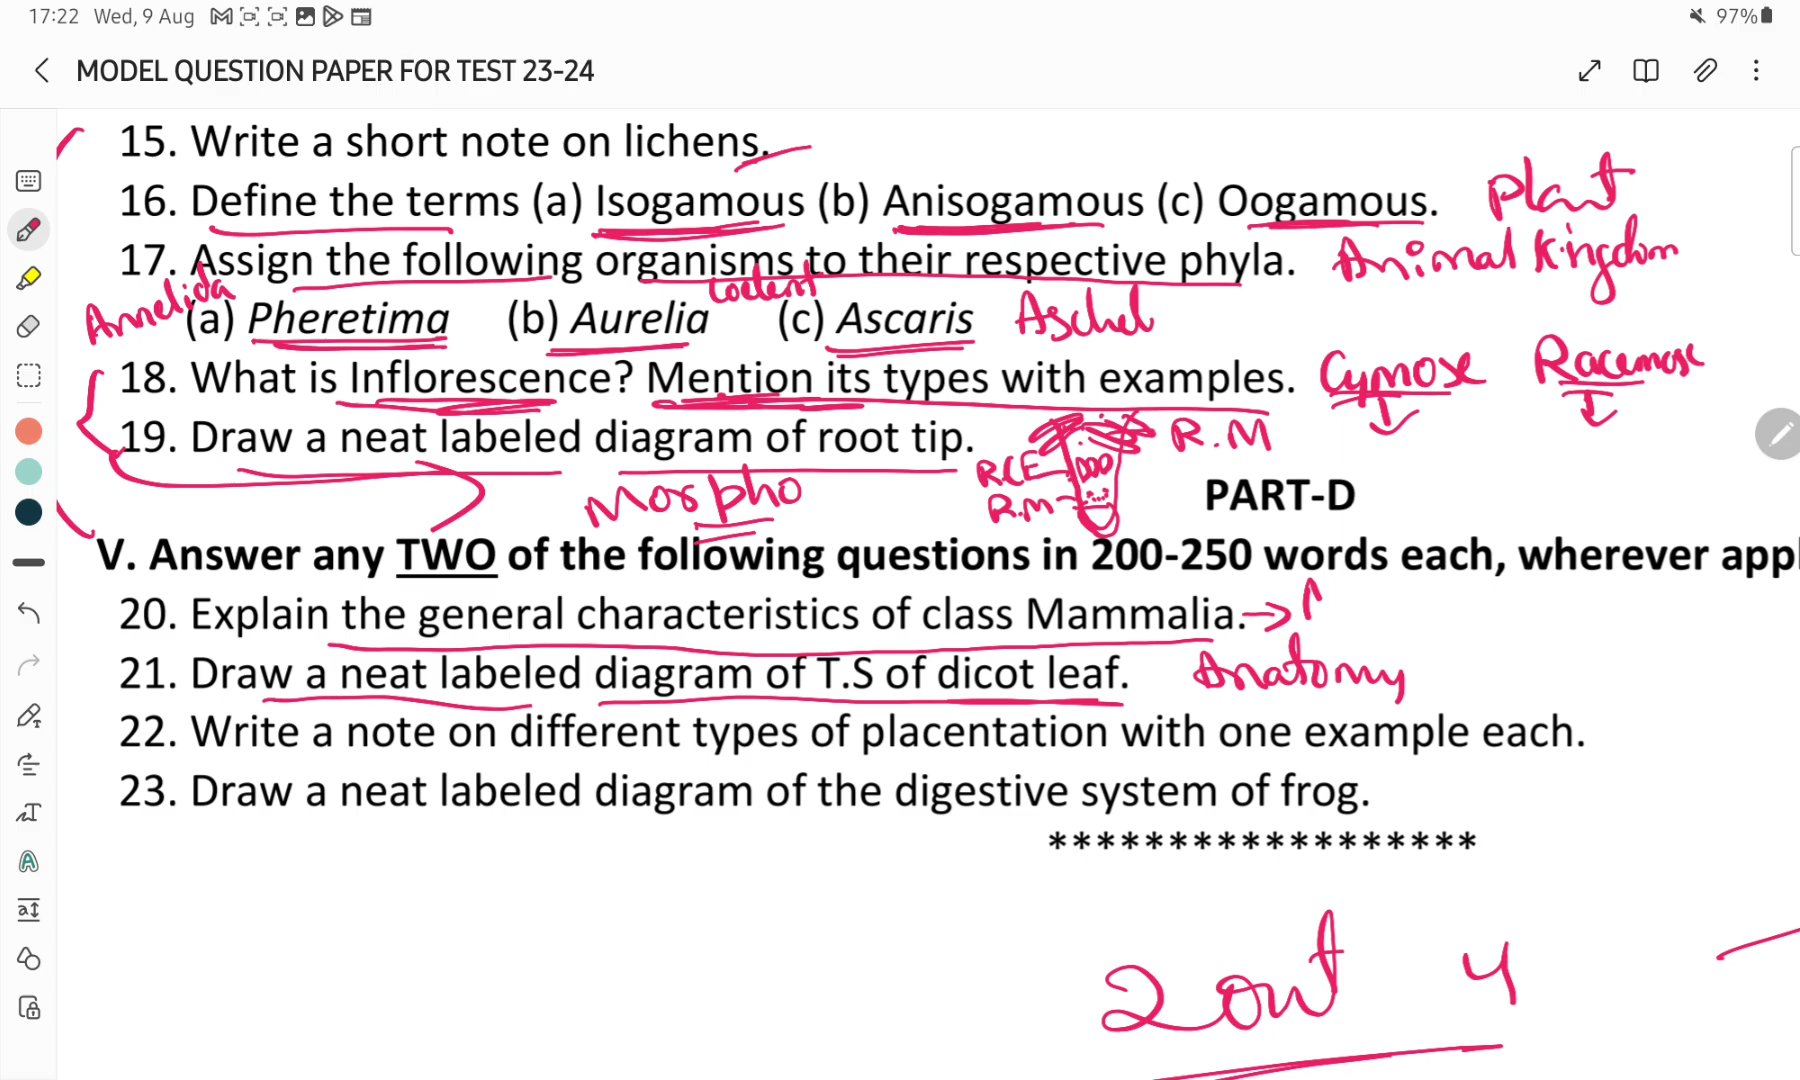 17:22 Wed, 9 Aug 97%
MODEL QUESTION PAPER FOR TEST 23-24
15. Write a short note on lichens.
16. Define the terms (a) Isogamous (b) Anisogamous (c) Oogamous. Plant
17. Assign the following organisms to their respective phyla. Animal Kingdom
Annelida Coelent
(a) Pheretima (b) Aurelia (c) Ascaris Aschel
18. What is Inflorescence? Mention its types with examples. Cymose Racemose
19. Draw a neat labeled diagram of root tip. R.M
RCE
Morpho R.M PART-D
V. Answer any TWO of the following questions in 200-250 words each, wherever appl
20. Explain the general characteristics of class Mammalia.
21. Draw a neat labeled diagram of T.S of dicot leaf. Anatomy
22. Write a note on different types of placentation with one example each.
23. Draw a neat labeled diagram of the digestive system of frog.
******************
2 out 4